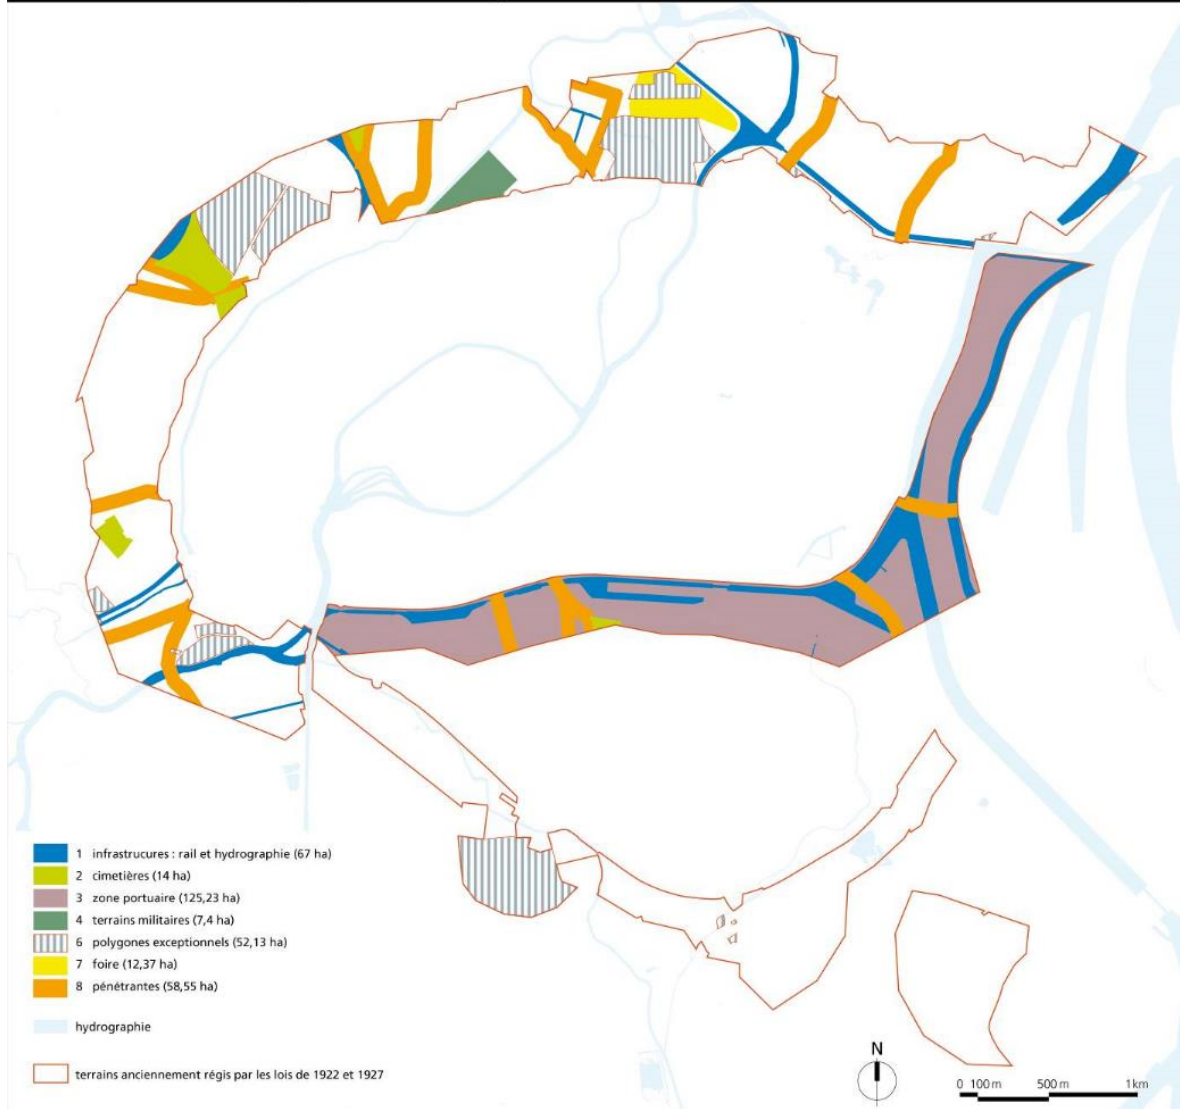 1 infrastrucures : rail et hydrographie (67 ha)
2 cimetières (14 ha)
3 zone portuaire (125,23 ha)
4 terrains militaires (7,4 ha)
6 polygones exceptionnels (52,13 ha)
7 foire (12,37 ha)
8 pénétrantes (58,55 ha)
hydrographie
terrains anciennement régis par les lois de 1922 et 1927
N
0 100 m 500 m 1 km